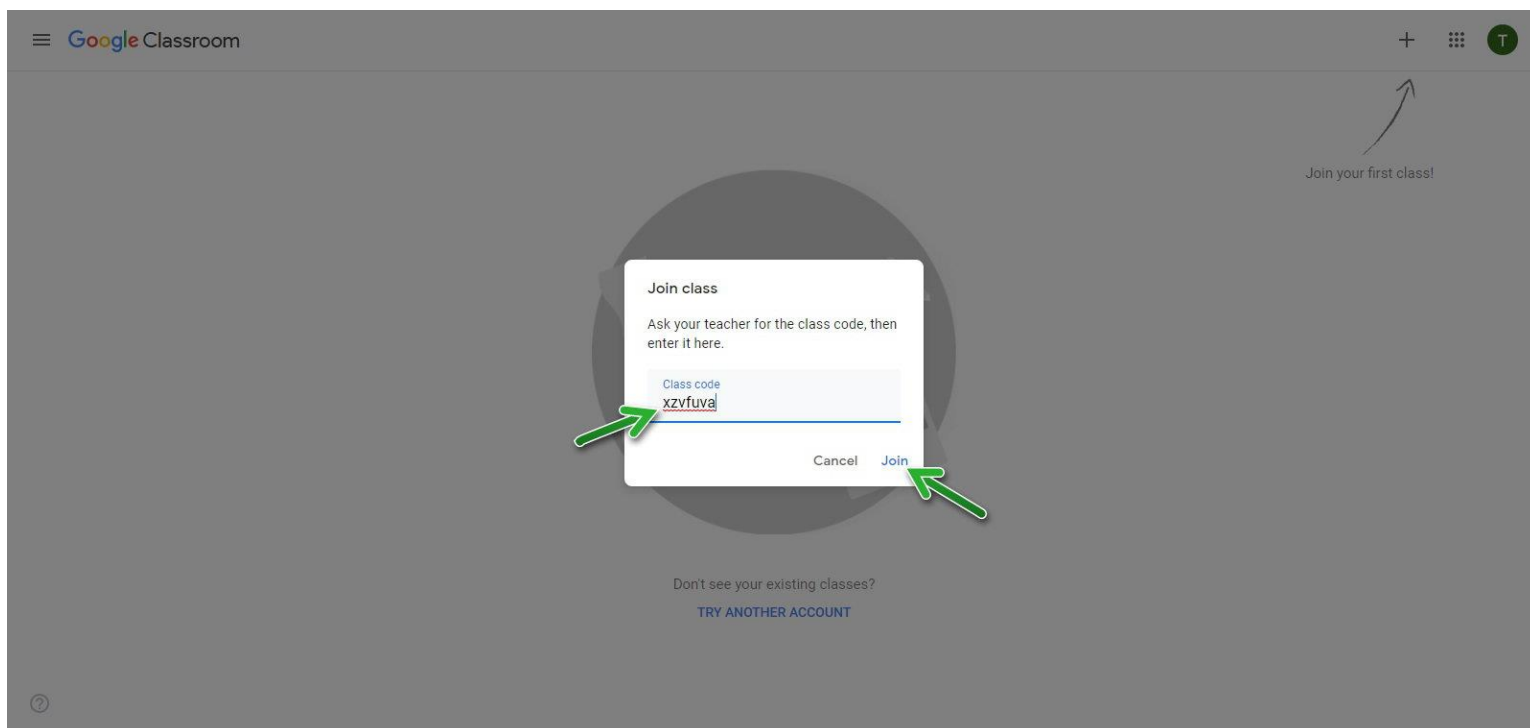 Google Classroom
T
Join your first class!
Join class
Ask your teacher for the class code, then
enter it here.
Class code
xzvfuva
Cancel Join
Don't see your existing classes?
TRY ANOTHER ACCOUNT
?